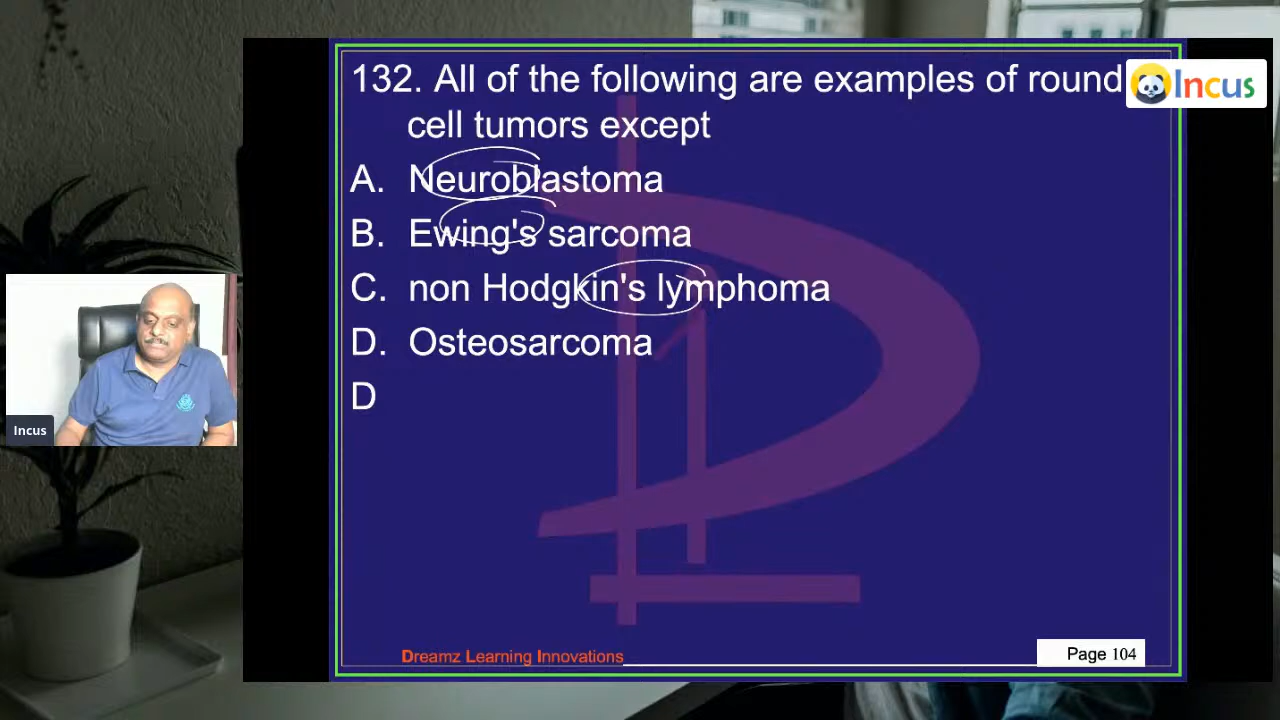 132. All of the following are examples of round
cell tumors except
A. Neuroblastoma
B. Ewing's sarcoma
C. non Hodgkin's lymphoma
D. Osteosarcoma
D
Incus
Incus
Dreamz Learning Innovations
Page 104